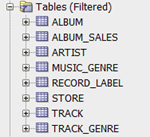 Tables (Filtered)
ALBUM
ALBUM_SALES
ARTIST
MUSIC_GENRE
RECORD_LABEL
STORE
TRACK
TRACK_GENRE